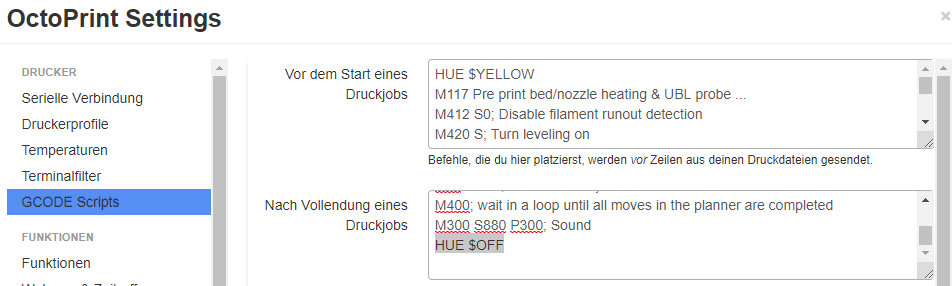 OctoPrint Settings
×
DRUCKER
Serielle Verbindung
Druckerprofile
Temperaturen
Terminalfilter
GCODE Scripts
FUNKTIONEN
Funktionen
Vor dem Start eines
Druckjobs
HUE $YELLOW
M117 Pre print bed/nozzle heating & UBL probe ...
M412 S0; Disable filament runout detection
M420 S; Turn leveling on
Befehle, die du hier platzierst, werden vor Zeilen aus deinen Druckdateien gesendet.
Nach Vollendung eines
Druckjobs
M400; wait in a loop until all moves in the planner are completed
M300 S880 P300; Sound
HUE $OFF